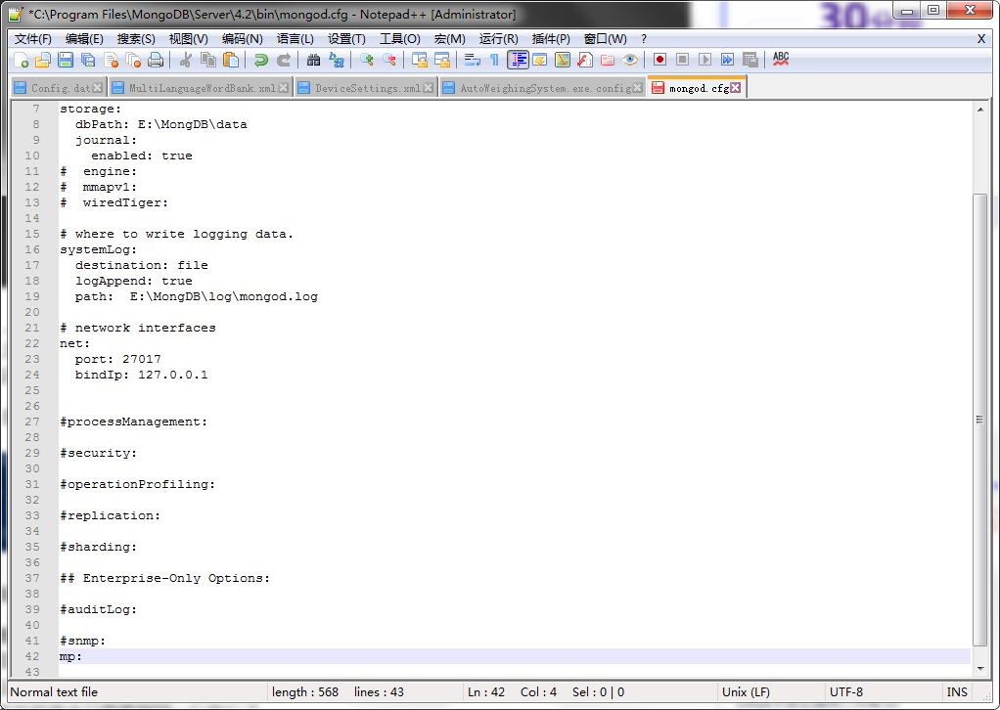 *C:\Program Files\MongoDB\Server\4.2\bin\mongod.cfg - Notepad++ [Administrator]
文件(F) 编辑(E) 搜索(S) 视图(V) 编码(N) 语言(L) 设置(T) 工具(O) 宏(M) 运行(R) 插件(P) 窗口(W) ? X
ABC
Config.dat MultiLanguageWordBank.xml DeviceSettings.xml AutoWeighingSystem.exe.config mongod.cfg
7 storage:
8 dbPath: E:\MongDB\data
9 journal:
10 enabled: true
11 # engine:
12 # mmapv1:
13 # wiredTiger:
14
15 # where to write logging data.
16 systemLog:
17 destination: file
18 logAppend: true
19 path:  E:\MongDB\log\mongod.log
20
21 # network interfaces
22 net:
23 port: 27017
24 bindIp: 127.0.0.1
25
26
27 #processManagement:
28
29 #security:
30
31 #operationProfiling:
32
33 #replication:
34
35 #sharding:
36
37 ## Enterprise-Only Options:
38
39 #auditLog:
40
41 #snmp:
42 mp:
43
Normal text file length : 568 lines : 43 Ln : 42 Col : 4 Sel : 0 | 0 Unix (LF) UTF-8 INS